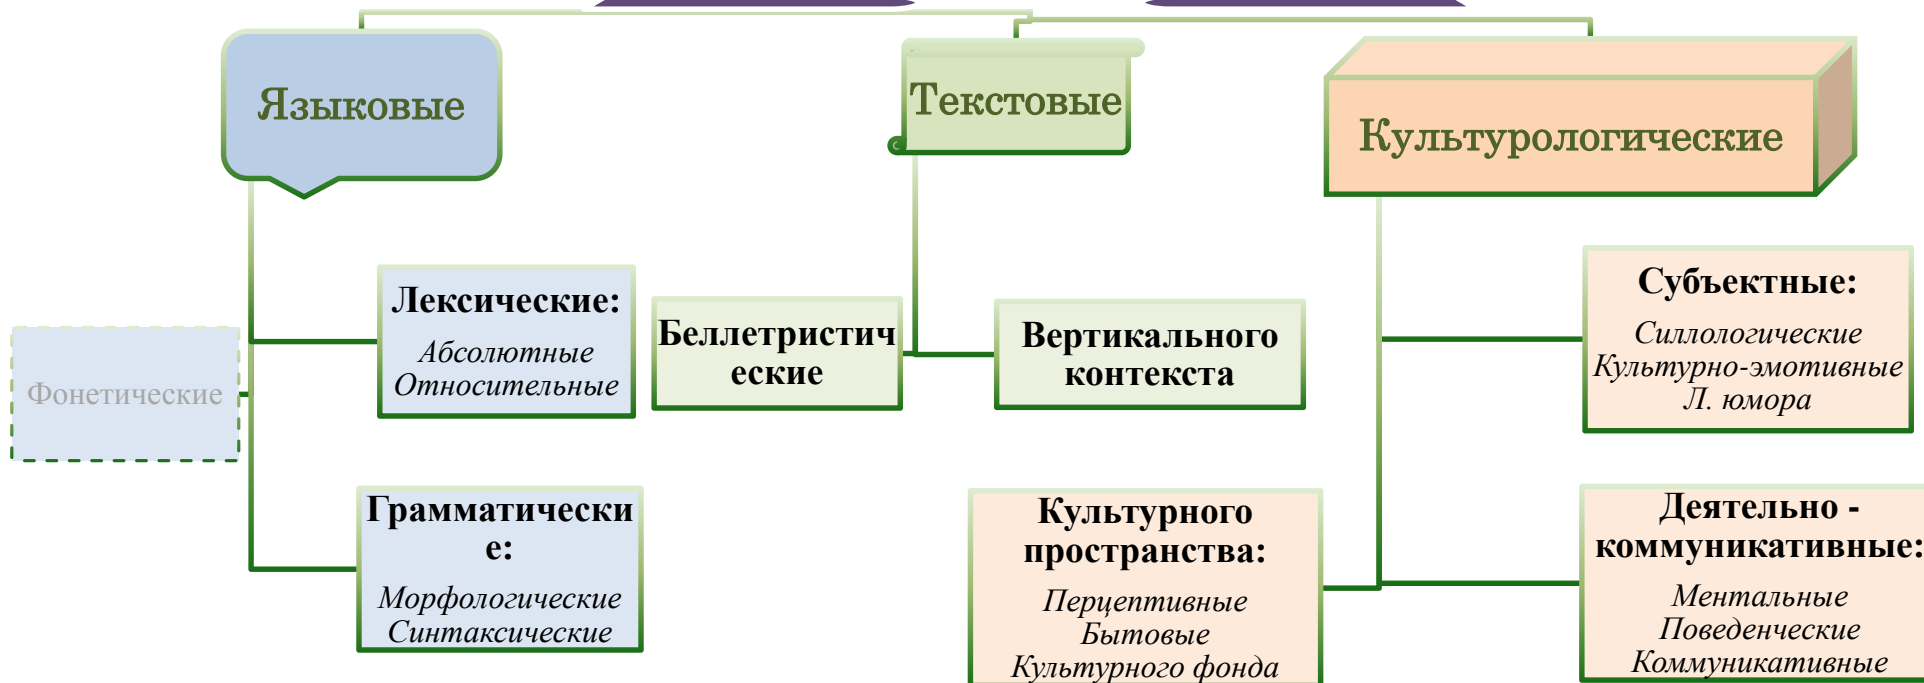 Языковые
Текстовые
Культурологические
Фонетические
Лексические:
Абсолютные
Относительные
Грамматически
е:
Морфологические
Синтаксические
Беллетристич
еские
Вертикального
контекста
Субъектные:
Силлологические
Культурно-эмотивные
Л. юмора
Культурного
пространства:
Перцептивные
Бытовые
Культурного фонда
Деятельно -
коммуникативные:
Ментальные
Поведенческие
Коммуникативные